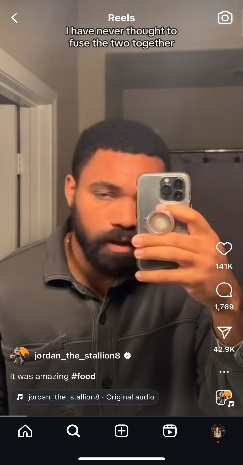 Reels
I have never thought to
fuse the two together
141K
1,769
42.9K
jordan_the_stallion8
It was amazing #food
jordan_the_stallion8 · Original audio